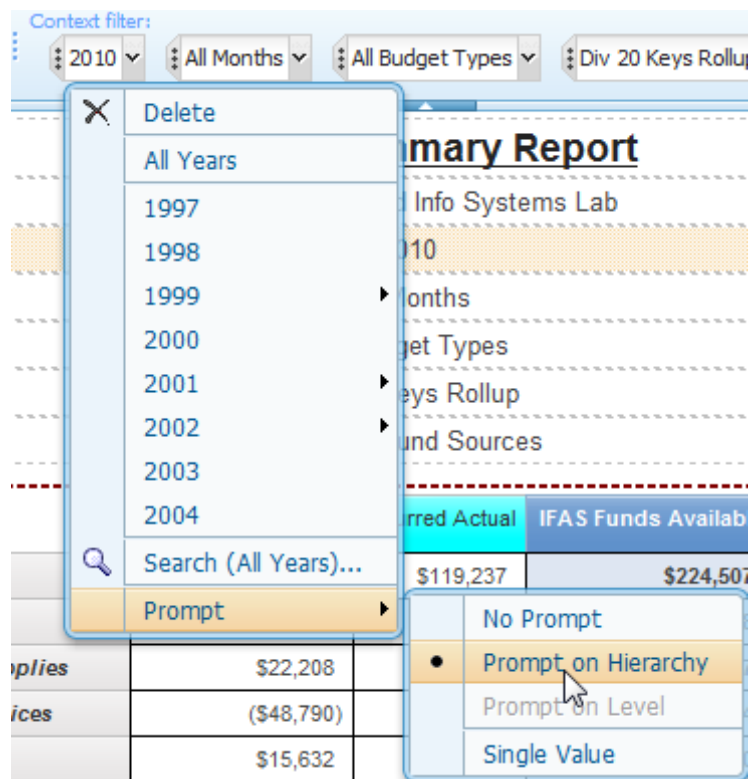 Context filter:
2010 All Months All Budget Types Div 20 Keys Rollup
Delete
All Years
1997
1998
1999
2000
2001
2002
2003
2004
Search (All Years)...
Prompt
No Prompt
Prompt on Hierarchy
Prompt on Level
Single Value
mmary Report
Info Systems Lab
010
Months
get Types
eys Rollup
und Sources
rred Actual IFAS Funds Availab
$119,237 $224,507
pplies $22,208
ices ($48,790)
$15,632